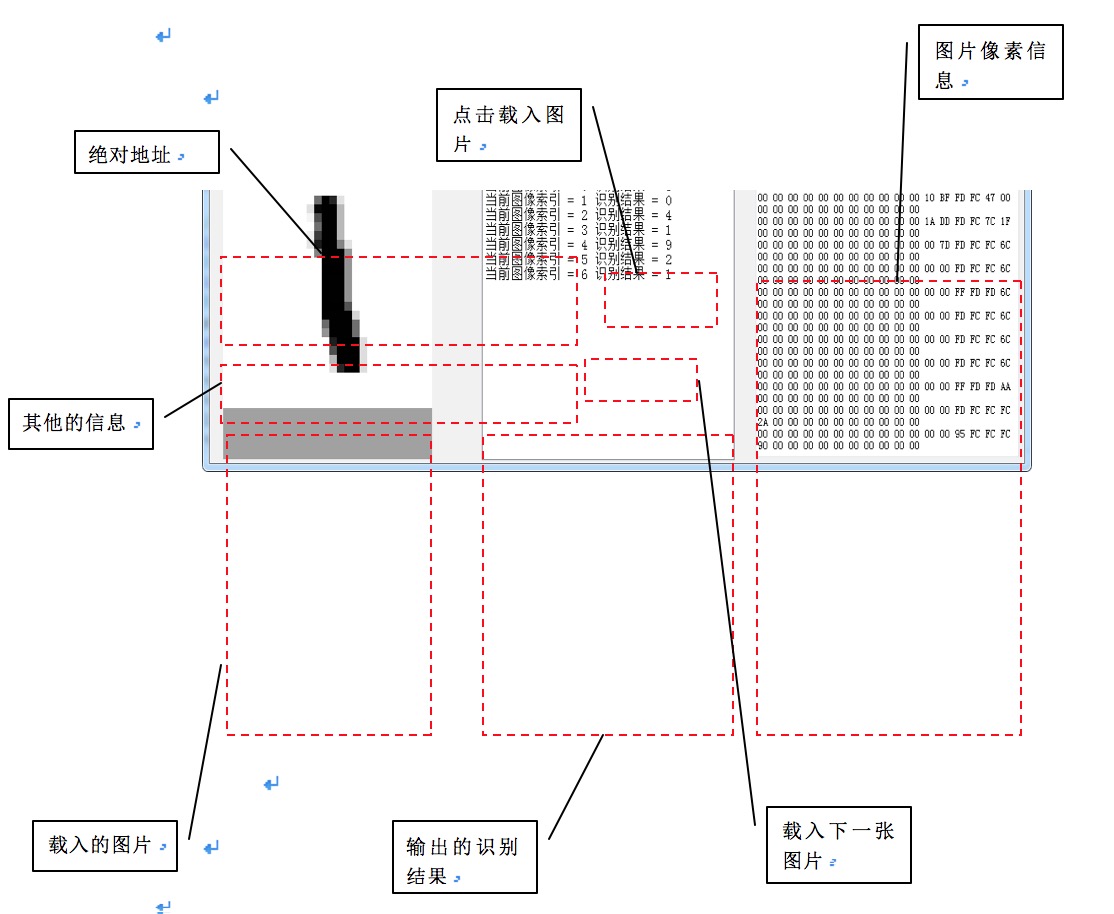 图片像素信
息
点击载入图
片
绝对地址
当前图像索引 = 1 识别结果 = 0
当前图像索引 = 2 识别结果 = 4
当前图像索引 = 3 识别结果 = 1
当前图像索引 = 4 识别结果 = 9
当前图像索引 = 5 识别结果 = 2
当前图像索引 = 6 识别结果 = 1
00 00 00 00 00 00 00 00 00 00 00 10 BF FD FC 47 00
00 00 00 00 00 00 00 00 00 00 00
00 00 00 00 00 00 00 00 00 00 00 1A DD FD FC 7C 1F
00 00 00 00 00 00 00 00 00 00 00
00 00 00 00 00 00 00 00 00 00 00 00 7D FD FC FC 6C
00 00 00 00 00 00 00 00 00 00 00
00 00 00 00 00 00 00 00 00 00 00 00 00 FD FC FC 6C
00 00 00 00 00 00 00 00 00 00 00
00 00 00 00 00 00 00 00 00 00 00 00 00 FF FD FD 6C
00 00 00 00 00 00 00 00 00 00 00
00 00 00 00 00 00 00 00 00 00 00 00 00 FD FC FC 6C
00 00 00 00 00 00 00 00 00 00 00
00 00 00 00 00 00 00 00 00 00 00 00 00 FD FC FC 6C
00 00 00 00 00 00 00 00 00 00 00
00 00 00 00 00 00 00 00 00 00 00 00 00 FD FC FC 6C
00 00 00 00 00 00 00 00 00 00 00
00 00 00 00 00 00 00 00 00 00 00 00 00 FF FD FD AA
00 00 00 00 00 00 00 00 00 00 00
00 00 00 00 00 00 00 00 00 00 00 00 00 FD FC FC FC
2A 00 00 00 00 00 00 00 00 00 00
00 00 00 00 00 00 00 00 00 00 00 00 00 95 FC FC FC
90 00 00 00 00 00 00 00 00 00 00
其他的信息
载入的图片
输出的识别
结果
载入下一张
图片